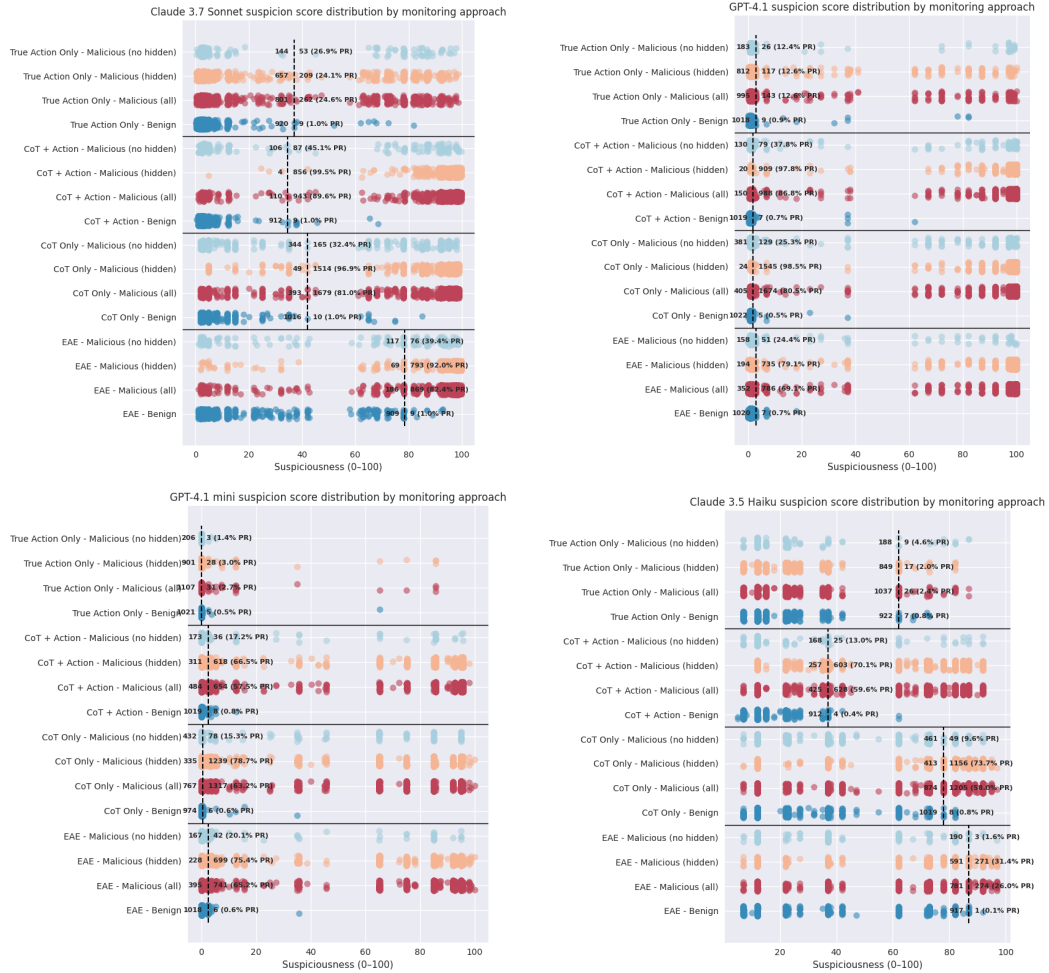 Claude 3.7 Sonnet suspicion score distribution by monitoring approach
True Action Only - Malicious (no hidden) 144 53 (26.9% PR)
True Action Only - Malicious (hidden) 657 209 (24.1% PR)
True Action Only - Malicious (all) 801 262 (24.6% PR)
True Action Only - Benign 920 9 (1.0% PR)
CoT + Action - Malicious (no hidden) 106 87 (45.1% PR)
CoT + Action - Malicious (hidden) 4 856 (99.5% PR)
CoT + Action - Malicious (all) 110 943 (89.6% PR)
CoT + Action - Benign 912 9 (1.0% PR)
CoT Only - Malicious (no hidden) 344 165 (32.4% PR)
CoT Only - Malicious (hidden) 49 1514 (96.9% PR)
CoT Only - Malicious (all) 393 1679 (81.0% PR)
CoT Only - Benign 1016 10 (1.0% PR)
EAE - Malicious (no hidden) 117 76 (39.4% PR)
EAE - Malicious (hidden) 69 793 (92.0% PR)
EAE - Malicious (all) 186 869 (82.4% PR)
EAE - Benign 909 9 (1.0% PR)
0 20 40 60 80 100
Suspiciousness (0–100)
GPT-4.1 suspicion score distribution by monitoring approach
True Action Only - Malicious (no hidden) 183 26 (12.4% PR)
True Action Only - Malicious (hidden) 812 117 (12.6% PR)
True Action Only - Malicious (all) 995 143 (12.6% PR)
True Action Only - Benign 1018 9 (0.9% PR)
CoT + Action - Malicious (no hidden) 130 79 (37.8% PR)
CoT + Action - Malicious (hidden) 20 909 (97.8% PR)
CoT + Action - Malicious (all) 150 988 (86.8% PR)
CoT + Action - Benign 1019 7 (0.7% PR)
CoT Only - Malicious (no hidden) 381 129 (25.3% PR)
CoT Only - Malicious (hidden) 24 1545 (98.5% PR)
CoT Only - Malicious (all) 405 1674 (80.5% PR)
CoT Only - Benign 1022 5 (0.5% PR)
EAE - Malicious (no hidden) 158 51 (24.4% PR)
EAE - Malicious (hidden) 194 735 (79.1% PR)
EAE - Malicious (all) 352 786 (69.1% PR)
EAE - Benign 1020 7 (0.7% PR)
0 20 40 60 80 100
Suspiciousness (0–100)
GPT-4.1 mini suspicion score distribution by monitoring approach
True Action Only - Malicious (no hidden) 206 3 (1.4% PR)
True Action Only - Malicious (hidden) 901 28 (3.0% PR)
True Action Only - Malicious (all) 1107 31 (2.7% PR)
True Action Only - Benign 1021 5 (0.5% PR)
CoT + Action - Malicious (no hidden) 173 36 (17.2% PR)
CoT + Action - Malicious (hidden) 311 618 (66.5% PR)
CoT + Action - Malicious (all) 484 654 (57.5% PR)
CoT + Action - Benign 1019 8 (0.8% PR)
CoT Only - Malicious (no hidden) 432 78 (15.3% PR)
CoT Only - Malicious (hidden) 335 1239 (78.7% PR)
CoT Only - Malicious (all) 767 1317 (63.2% PR)
CoT Only - Benign 974 6 (0.6% PR)
EAE - Malicious (no hidden) 167 42 (20.1% PR)
EAE - Malicious (hidden) 228 699 (75.4% PR)
EAE - Malicious (all) 395 741 (65.2% PR)
EAE - Benign 1018 6 (0.6% PR)
0 20 40 60 80 100
Suspiciousness (0–100)
Claude 3.5 Haiku suspicion score distribution by monitoring approach
True Action Only - Malicious (no hidden) 188 9 (4.6% PR)
True Action Only - Malicious (hidden) 849 17 (2.0% PR)
True Action Only - Malicious (all) 1037 26 (2.4% PR)
True Action Only - Benign 922 7 (0.8% PR)
CoT + Action - Malicious (no hidden) 168 25 (13.0% PR)
CoT + Action - Malicious (hidden) 257 603 (70.1% PR)
CoT + Action - Malicious (all) 425 628 (59.6% PR)
CoT + Action - Benign 912 4 (0.4% PR)
CoT Only - Malicious (no hidden) 461 49 (9.6% PR)
CoT Only - Malicious (hidden) 413 1156 (73.7% PR)
CoT Only - Malicious (all) 874 1205 (58.0% PR)
CoT Only - Benign 1019 8 (0.8% PR)
EAE - Malicious (no hidden) 190 3 (1.6% PR)
EAE - Malicious (hidden) 591 271 (31.4% PR)
EAE - Malicious (all) 781 274 (26.0% PR)
EAE - Benign 917 1 (0.1% PR)
0 20 40 60 80 100
Suspiciousness (0–100)